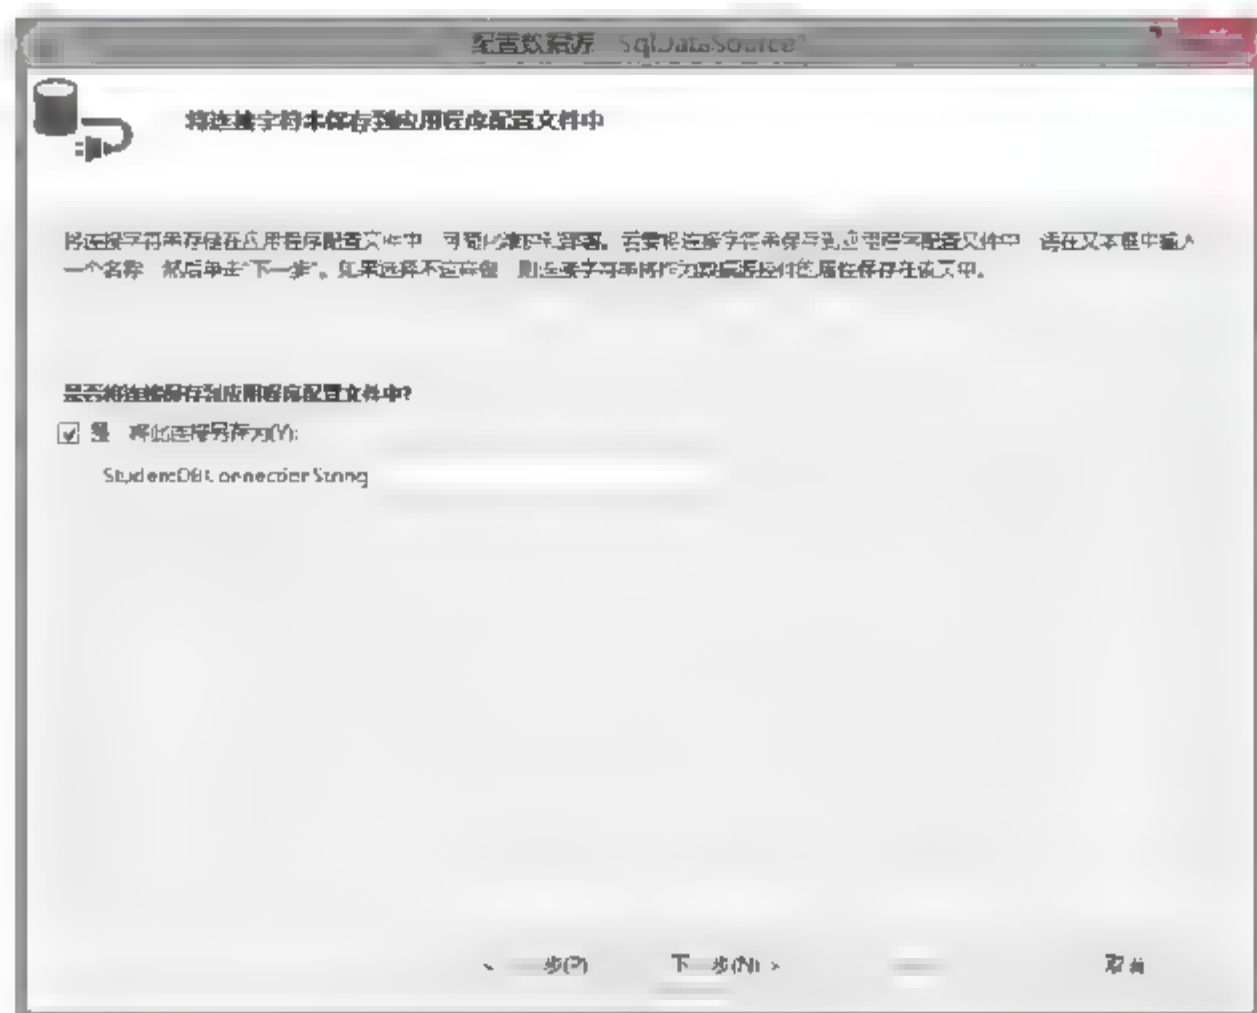 配置数据源 - SqlDataSource1
将连接字符串保存到应用程序配置文件中
将连接字符串存储在应用程序配置文件中，可简化维护和部署。若要将连接字符串保存到应用程序配置文件中，请在文本框中输入
一个名称，然后单击“下一步”。如果选择不这样做，则连接字符串将作为数据源控件的属性保存在该页中。
是否将连接保存到应用程序配置文件中?
是，将此连接另存为(Y):
StudentDBConnectionString
< 上一步(P)
下一步(N) >
取消